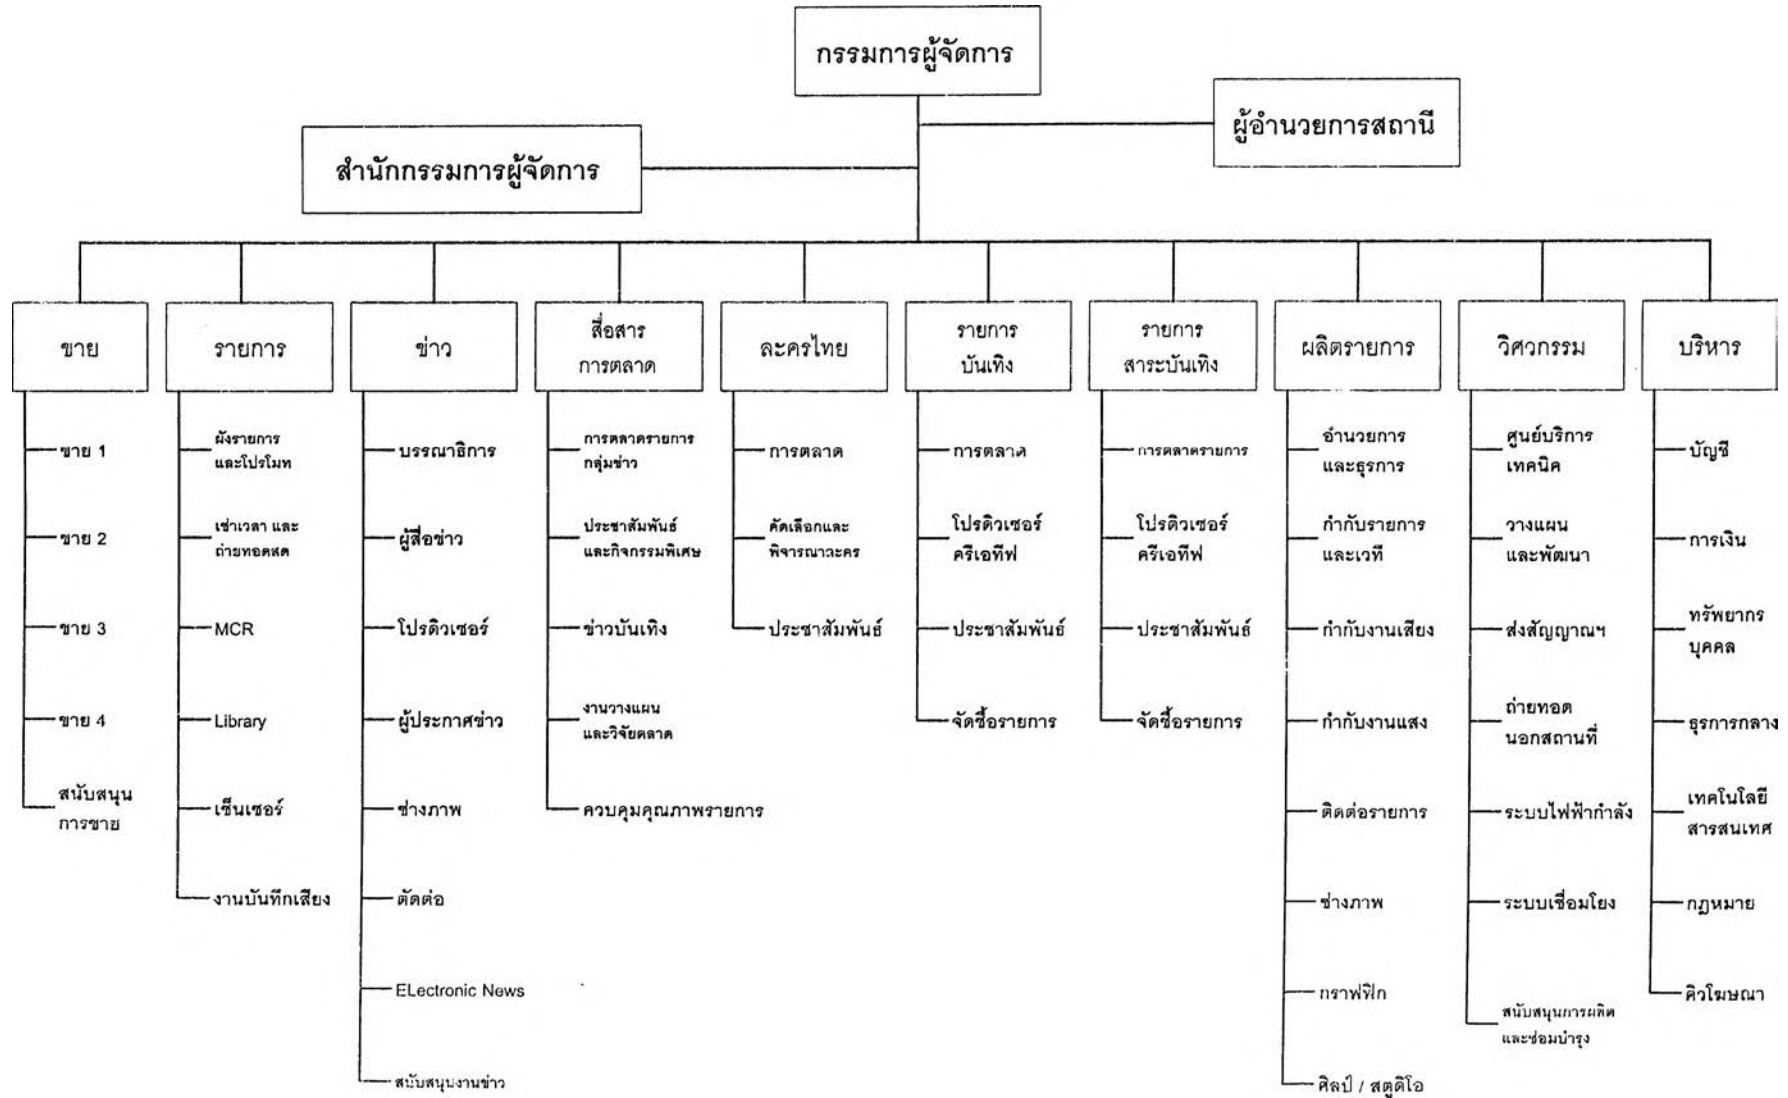 กรรมการผู้จัดการ
ผู้อำนวยการสถานี
สำนักกรรมการผู้จัดการ
ขาย
ขาย 1
ขาย 2
ขาย 3
ขาย 4
สนับสนุน
การขาย
รายการ
ผังรายการ
และโปรโมท
เช่าเวลา และ
ถ่ายทอดสด
MCR
Library
เซ็นเซอร์
งานบันทึกเสียง
ข่าว
บรรณาธิการ
ผู้สื่อข่าว
โปรดิวเซอร์
ผู้ประกาศข่าว
ช่างภาพ
ตัดต่อ
ELectronic News
สนับสนุนงานข่าว
สื่อสาร
การตลาด
การตลาดรายการ
กลุ่มข่าว
ประชาสัมพันธ์
และกิจกรรมพิเศษ
ข่าวบันเทิง
งานวางแผน
และวิจัยตลาด
ควบคุมคุณภาพรายการ
ละครไทย
การตลาด
คัดเลือกและ
พิจารณาละคร
ประชาสัมพันธ์
รายการ
บันเทิง
การตลาด
โปรดิวเซอร์
ครีเอทีฟ
ประชาสัมพันธ์
จัดซื้อรายการ
รายการ
สาระบันเทิง
การตลาดรายการ
โปรดิวเซอร์
ครีเอทีฟ
ประชาสัมพันธ์
จัดซื้อรายการ
ผลิตรายการ
อำนวยการ
และธุรการ
กำกับรายการ
และเวที
กำกับงานเสียง
กำกับงานแสง
ติดต่อรายการ
ช่างภาพ
กราฟฟิก
ศิลป์ / สตูดิโอ
วิศวกรรม
ศูนย์บริการ
เทคนิค
วางแผน
และพัฒนา
ส่งสัญญาณฯ
ถ่ายทอด
นอกสถานที่
ระบบไฟฟ้ากำลัง
ระบบเชื่อมโยง
สนับสนุนการผลิต
และซ่อมบำรุง
บริหาร
บัญชี
การเงิน
ทรัพยากร
บุคคล
ธุรการกลาง
เทคโนโลยี
สารสนเทศ
กฎหมาย
คิวโฆษณา